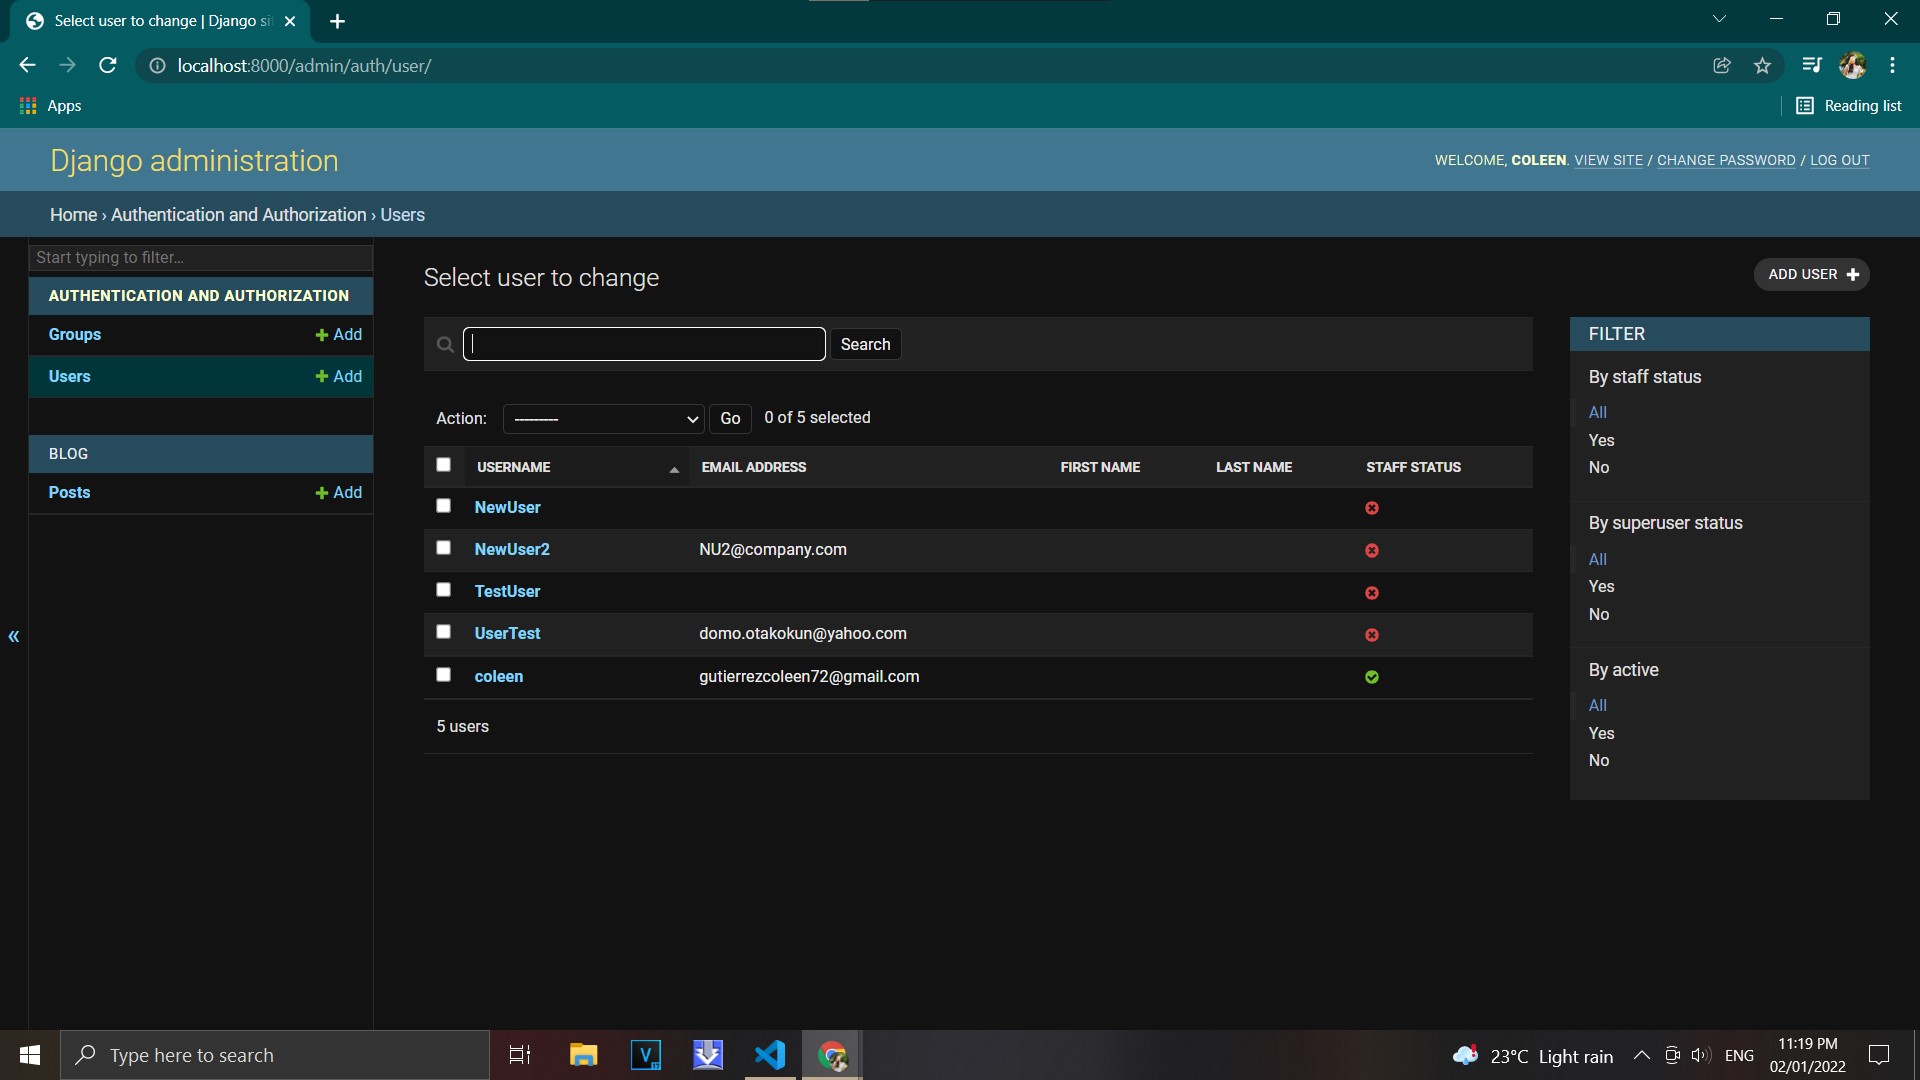 Select user to change | Django si
localhost:8000/admin/auth/user/
Apps
Reading list
Django administration
WELCOME, COLEEN. VIEW SITE / CHANGE PASSWORD / LOG OUT
Home › Authentication and Authorization › Users
Start typing to filter...
AUTHENTICATION AND AUTHORIZATION
Groups + Add
Users + Add
BLOG
Posts + Add
«
Select user to change
ADD USER +
Search
Action: --------- Go 0 of 5 selected
USERNAME EMAIL ADDRESS FIRST NAME LAST NAME STAFF STATUS
NewUser
NewUser2 NU2@company.com
TestUser
UserTest domo.otakokun@yahoo.com
coleen gutierrezcoleen72@gmail.com
5 users
FILTER
By staff status
All
Yes
No
By superuser status
All
Yes
No
By active
All
Yes
No
Type here to search
V
17
23°C Light rain
ENG
11:19 PM
02/01/2022